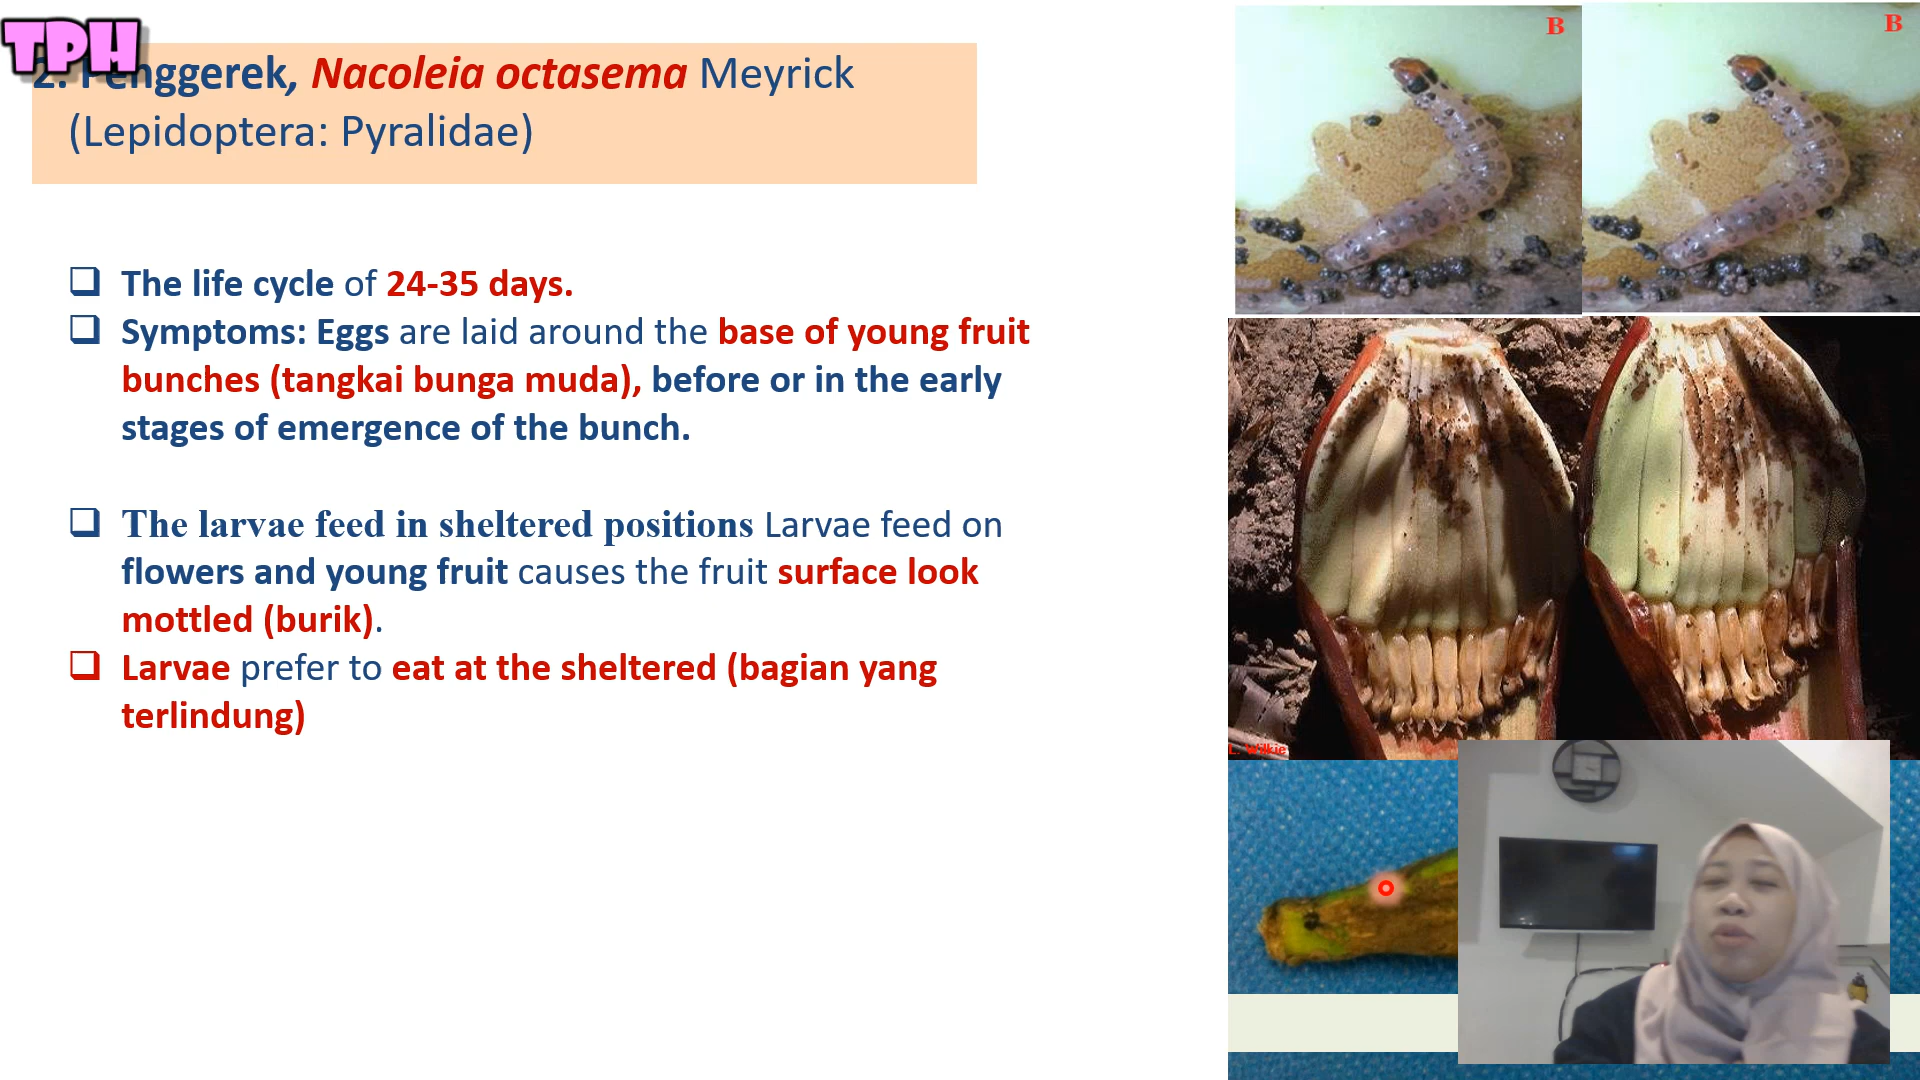 TPH
2. Penggerek, Nacoleia octasema Meyrick
(Lepidoptera: Pyralidae)
❑ The life cycle of 24-35 days.
❑ Symptoms: Eggs are laid around the base of young fruit
bunches (tangkai bunga muda), before or in the early
stages of emergence of the bunch.
❑ The larvae feed in sheltered positions Larvae feed on
flowers and young fruit causes the fruit surface look
mottled (burik).
❑ Larvae prefer to eat at the sheltered (bagian yang
terlindung)
B
B
L. Wilkie